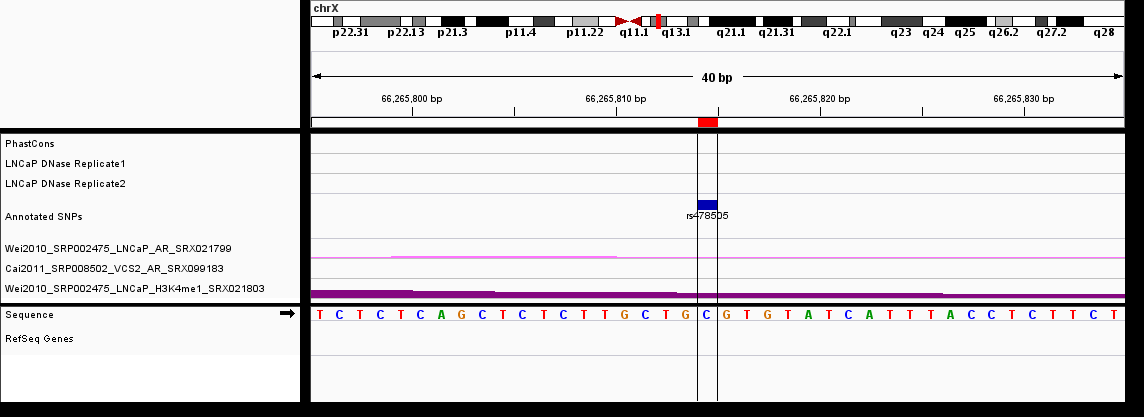 chrX
p22.31 p22.13 p21.3 p11.4 p11.22 q11.1 q13.1 q21.1 q21.31 q22.1 q23 q24 q25 q26.2 q27.2 q28
40 bp
66,265,800 bp 66,265,810 bp 66,265,820 bp 66,265,830 bp
PhastCons
LNCaP DNase Replicate1
LNCaP DNase Replicate2
Annotated SNPs
rs478505
Wei2010_SRP002475_LNCaP_AR_SRX021799
Cai2011_SRP008502_VCS2_AR_SRX099183
Wei2010_SRP002475_LNCaP_H3K4me1_SRX021803
Sequence T C T C T C A G C T C T C T T G C T G C G T G T A T C A T T T A C C T C T T C T
RefSeq Genes